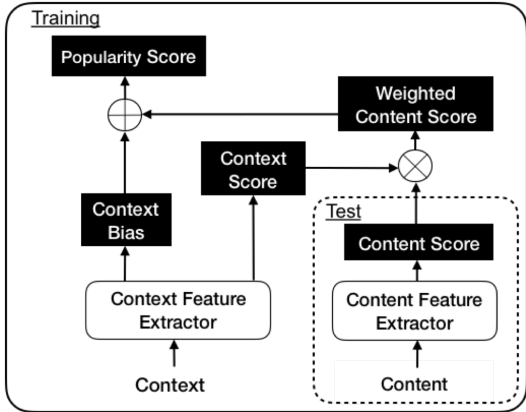 Training
Popularity Score
Weighted
Content Score
Context
Score
Context
Bias
Test
Content Score
Context Feature
Extractor
Content Feature
Extractor
Context
Content